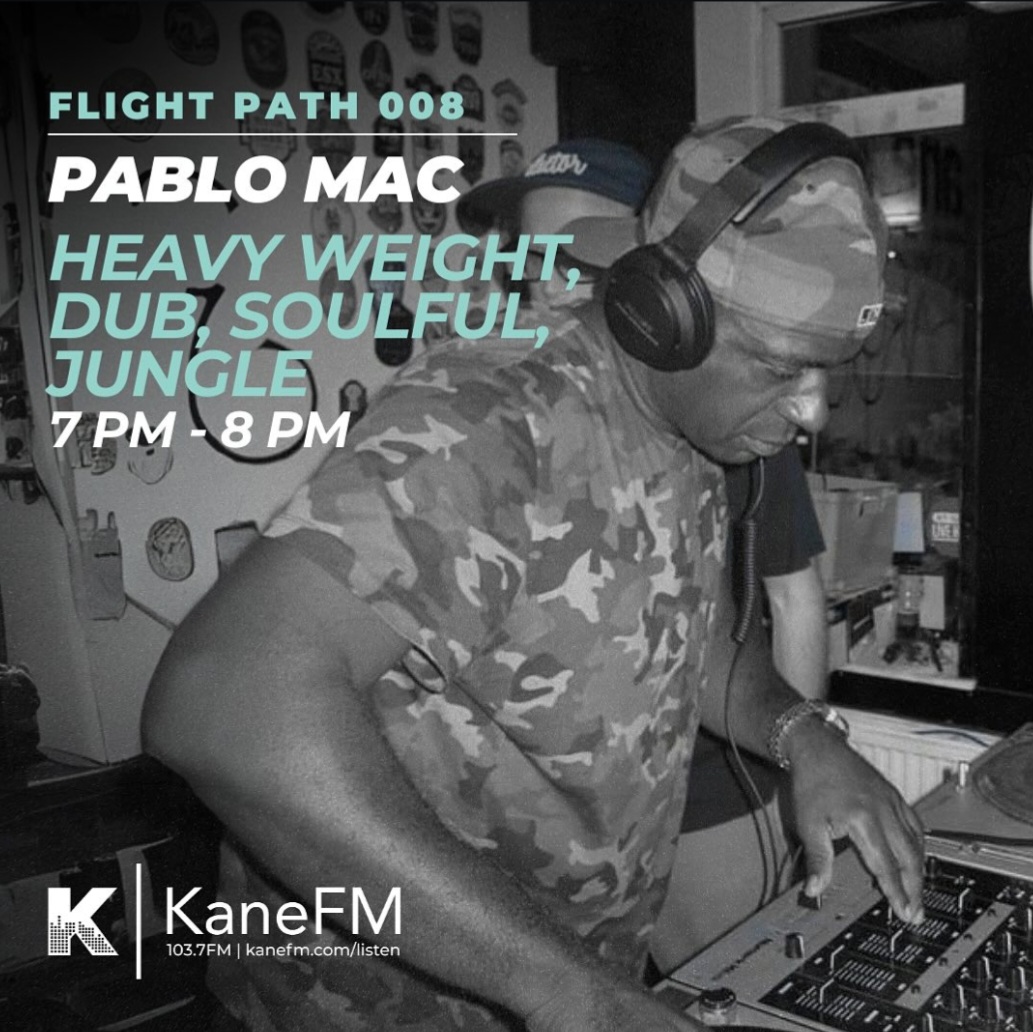 FLIGHT PATH 008
PABLO MAC
HEAVY WEIGHT,
DUB, SOULFUL,
JUNGLE
7 PM - 8 PM
ESX
K
KaneFM
103.7FM | kanefm.com/listen